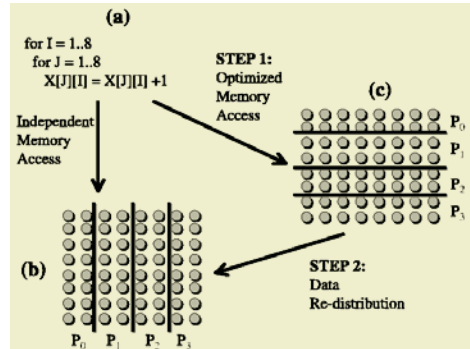 (a)
for I = 1..8
for J = 1..8
X[J][I] = X[J][I] +1
STEP 1:
Optimized
Memory
Access
Independent
Memory
Access
(c)
P0
P1
P2
P3
(b)
P0 P1 P2 P3
STEP 2:
Data
Re-distribution